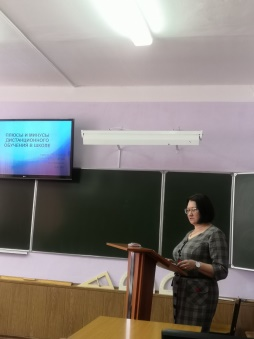 ПЛЮСЫ И МИНУСЫ
ДИСТАНЦИОННОГО
ОБУЧЕНИЯ В ШКОЛЕ